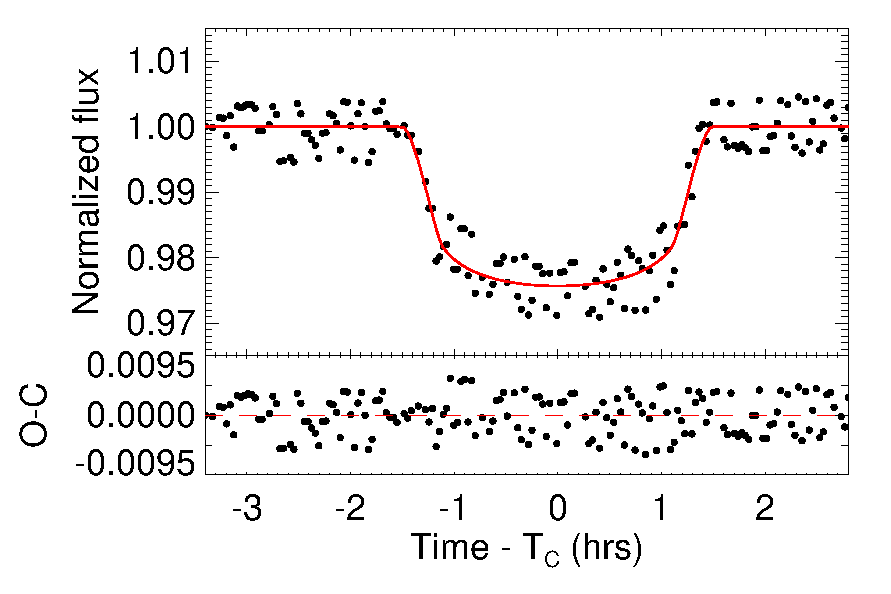 Normalized flux
1.01
1.00
0.99
0.98
0.97
O-C
0.0095
0.0000
-0.0095
-3 -2 -1 0 1 2
Time - T_C (hrs)